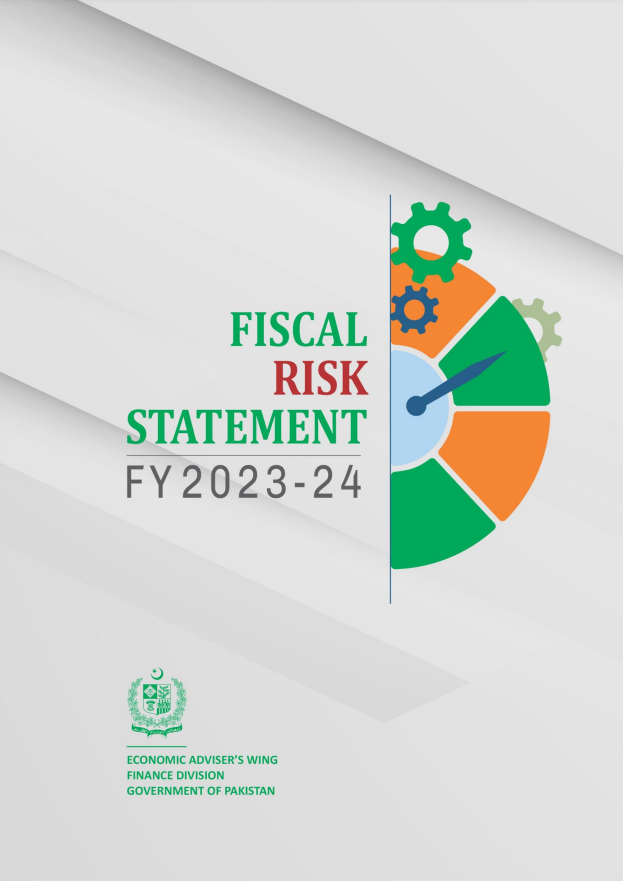 FISCAL
RISK
STATEMENT
FY 2023-24
ECONOMIC ADVISER'S WING
FINANCE DIVISION
GOVERNMENT OF PAKISTAN